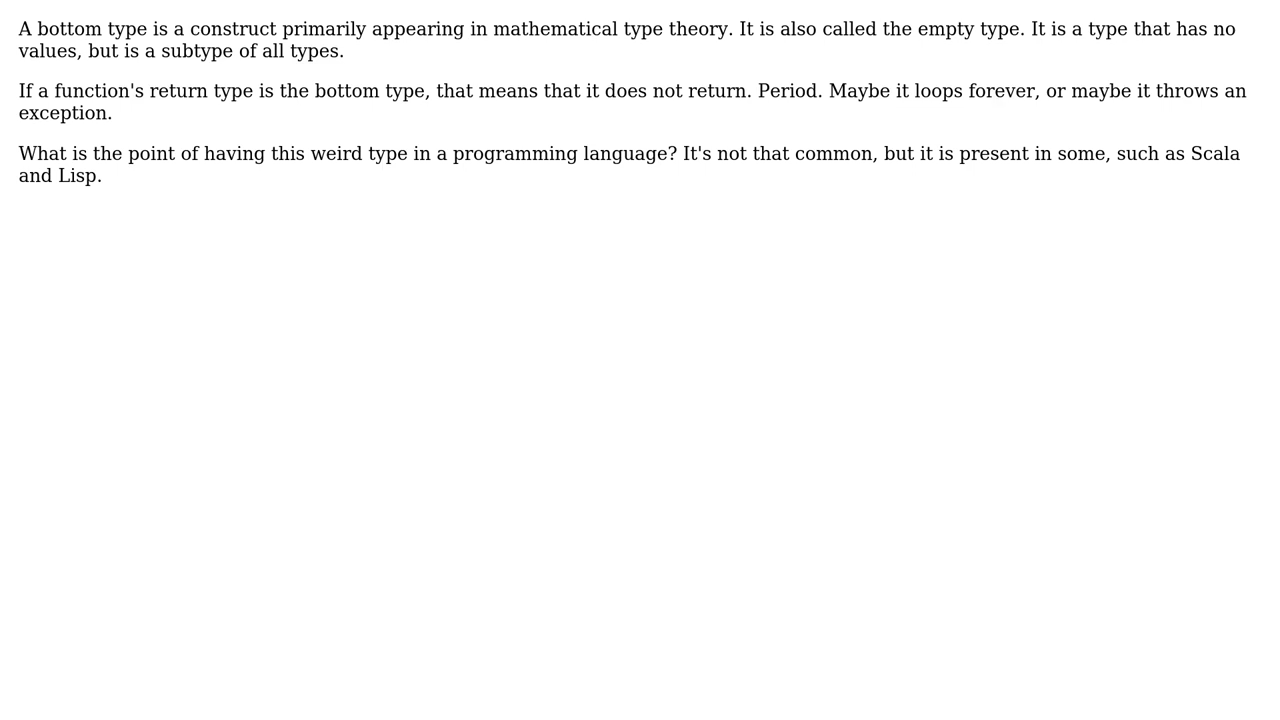 A bottom type is a construct primarily appearing in mathematical type theory. It is also called the empty type. It is a type that has no
values, but is a subtype of all types.
If a function's return type is the bottom type, that means that it does not return. Period. Maybe it loops forever, or maybe it throws an
exception.
What is the point of having this weird type in a programming language? It's not that common, but it is present in some, such as Scala
and Lisp.